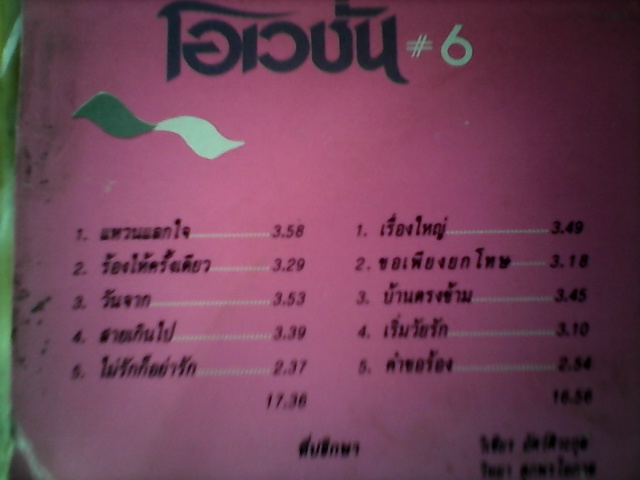 โอเวชั่น #6
1. แหวนแลกใจ 3.58
2. ร้องไห้ครั้งเดียว 3.29
3. วันจาก 3.53
4. สายเกินไป 3.39
5. ไม่รักก็อย่ารัก 2.37
17.36
1. เรื่องใหญ่ 3.49
2. ขอเพียงยกโทษ 3.18
3. บ้านตรงข้าม 3.45
4. เริ่มวัยรัก 3.10
5. คำขอร้อง 2.54
16.56
ที่ปรึกษา
วิเชียร